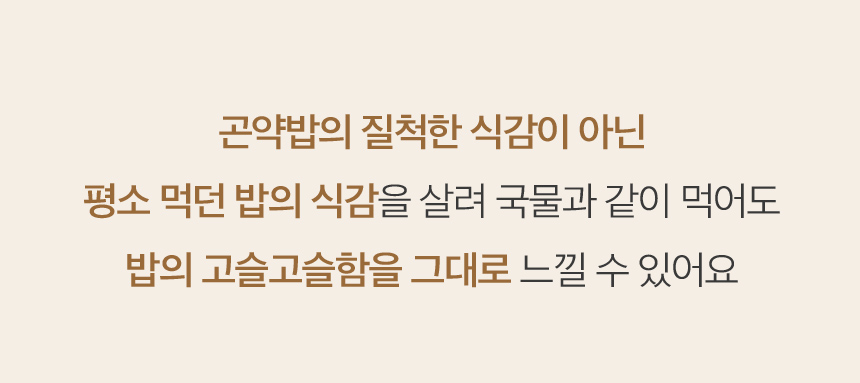 곤약밥의 질척한 식감이 아닌
평소 먹던 밥의 식감을 살려 국물과 같이 먹어도
밥의 고슬고슬함을 그대로 느낄 수 있어요